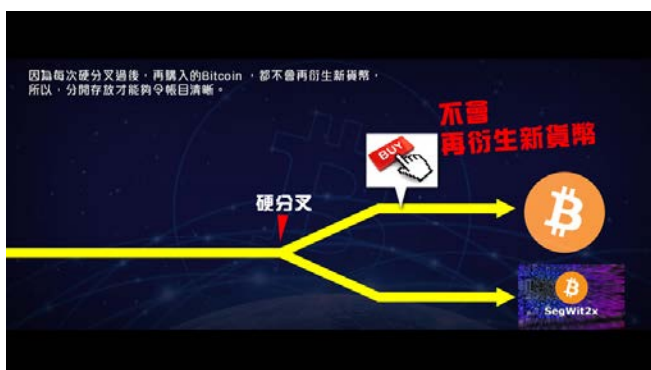 因為每次硬分叉過後，再購入的Bitcoin，都不會再衍生新貨幣，
所以，分開存放才能夠令帳目清晰。
不會
再衍生新貨幣
BUY
硬分叉
SegWit2x